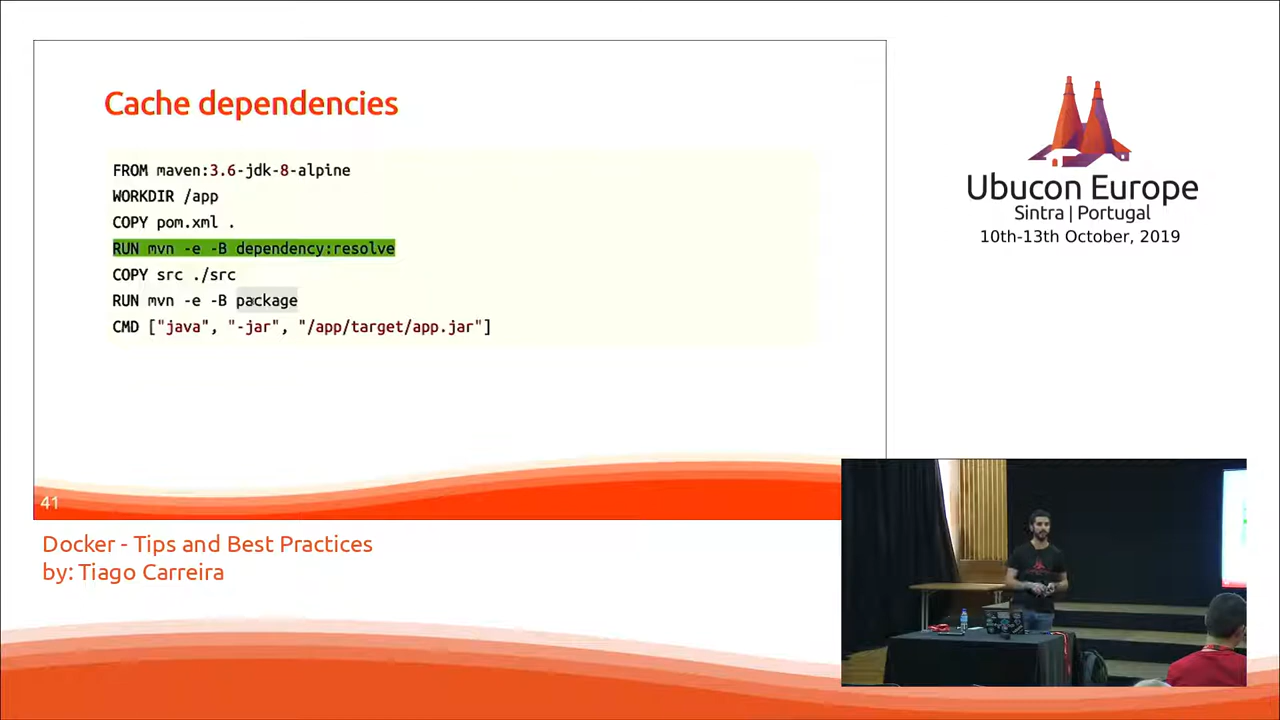 Cache dependencies
FROM maven:3.6-jdk-8-alpine
WORKDIR /app
COPY pom.xml .
RUN mvn -e -B dependency:resolve
COPY src ./src
RUN mvn -e -B package
CMD ["java", "-jar", "/app/target/app.jar"]
41
Docker - Tips and Best Practices
by: Tiago Carreira
Ubucon Europe
Sintra | Portugal
10th-13th October, 2019